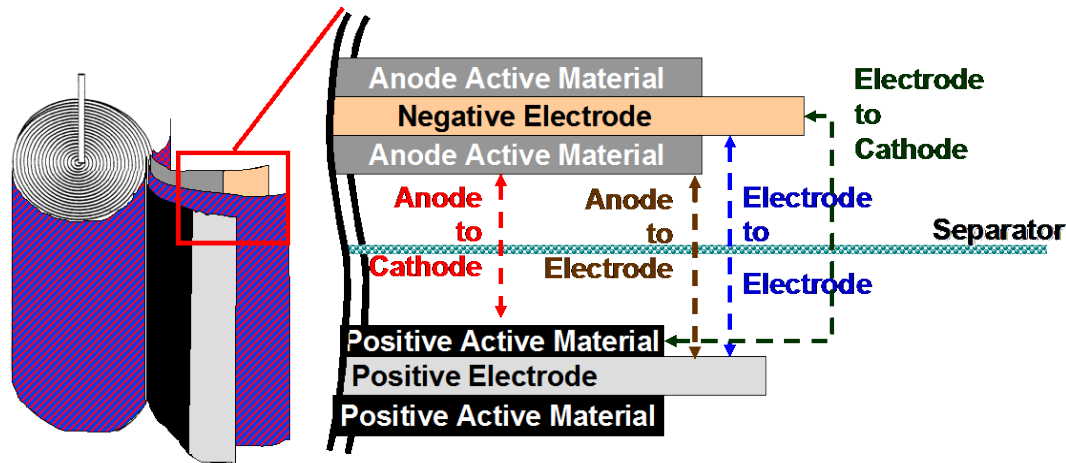 Anode Active Material
Negative Electrode
Anode Active Material
Electrode
to
Cathode
Anode
to
Cathode
Anode
to
Electrode
Electrode
to
Electrode
Separator
Positive Active Material
Positive Electrode
Positive Active Material